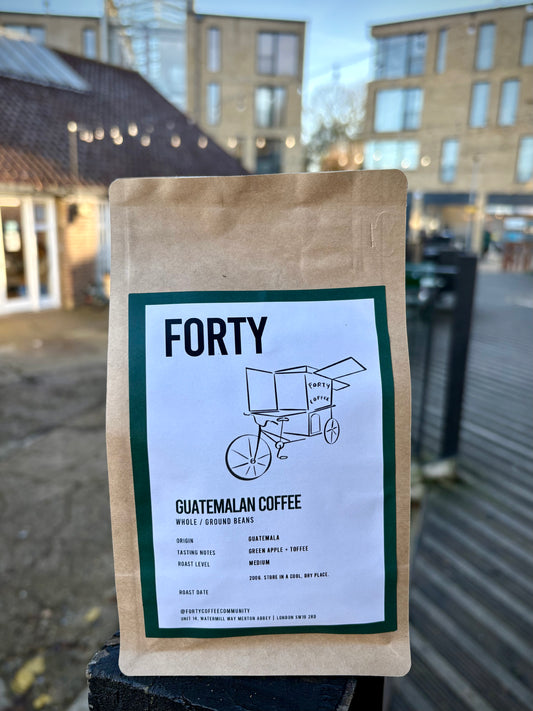 FORTY
FORTY
COFFEE
GUATEMALAN COFFEE
WHOLE / GROUND BEANS
ORIGIN GUATEMALA
TASTING NOTES GREEN APPLE + TOFFEE
ROAST LEVEL MEDIUM
200G. STORE IN A COOL, DRY PLACE.
ROAST DATE
@FORTYCOFFEECOMMUNITY
UNIT 14, WATERMILL WAY MERTON ABBEY | LONDON SW19 2RD